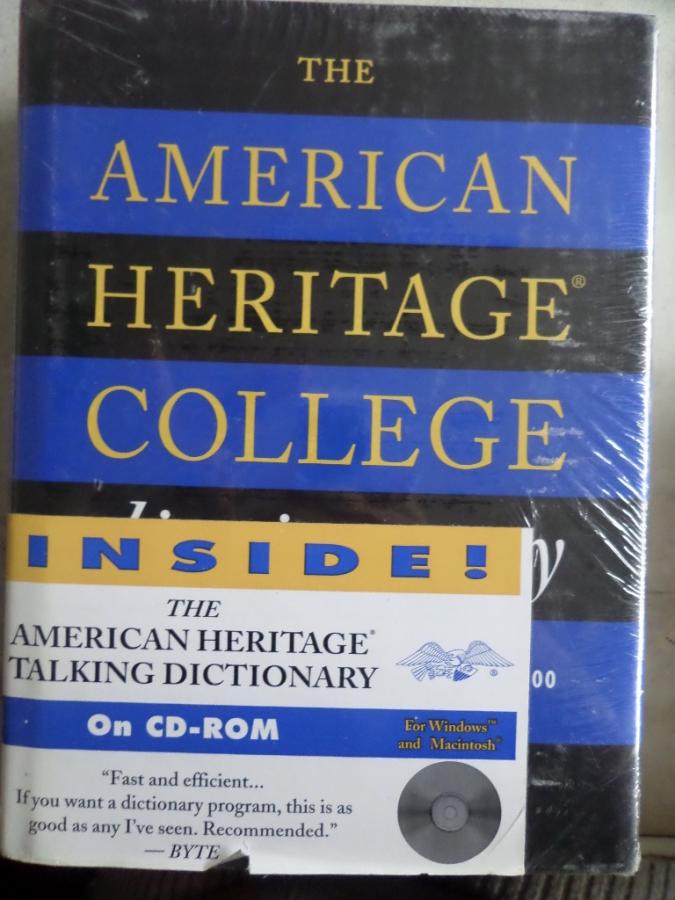 THE
AMERICAN
HERITAGE®
COLLEGE
INSIDE!
THE
AMERICAN HERITAGE®
TALKING DICTIONARY
®
00
On CD-ROM
For Windows™
and Macintosh®
"Fast and efficient...
If you want a dictionary program, this is as
good as any I've seen. Recommended."
— BYTE